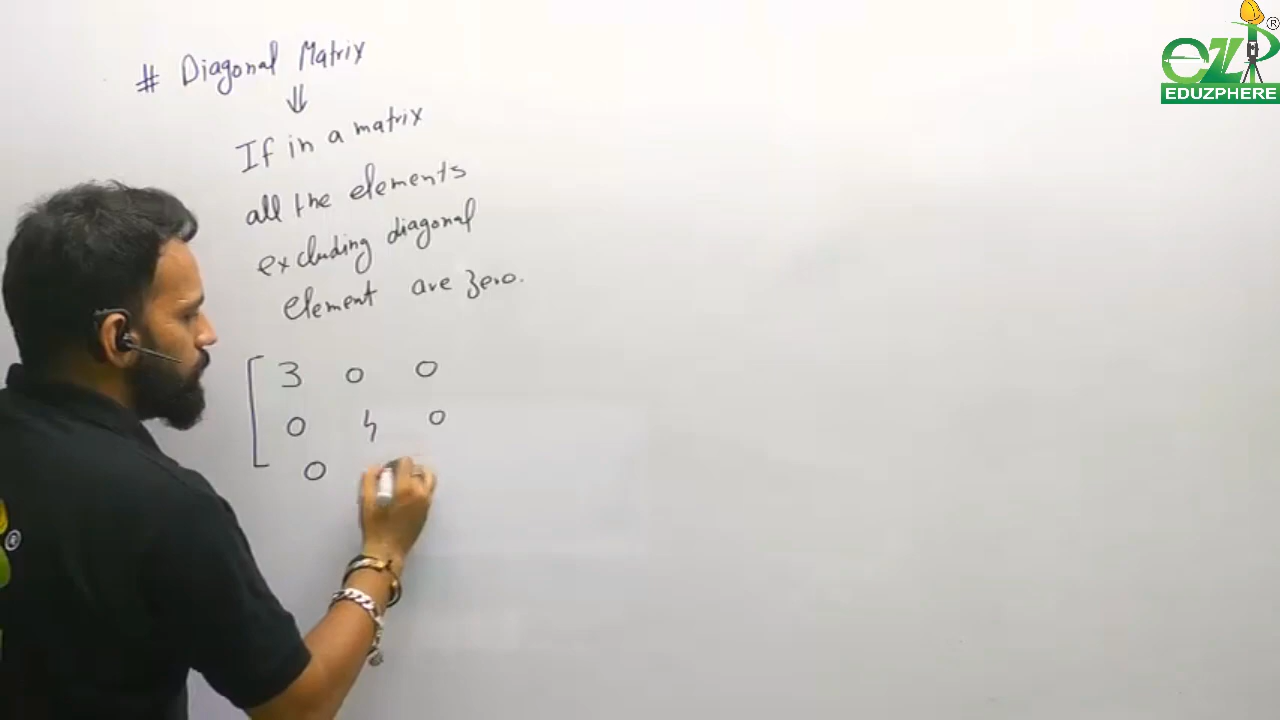 # Diagonal Matrix
⇓
If in a matrix
all the elements
excluding diagonal
element are zero.
[ 3 0 0
0 4 0
0
EZP ®
EDUZPHERE
®